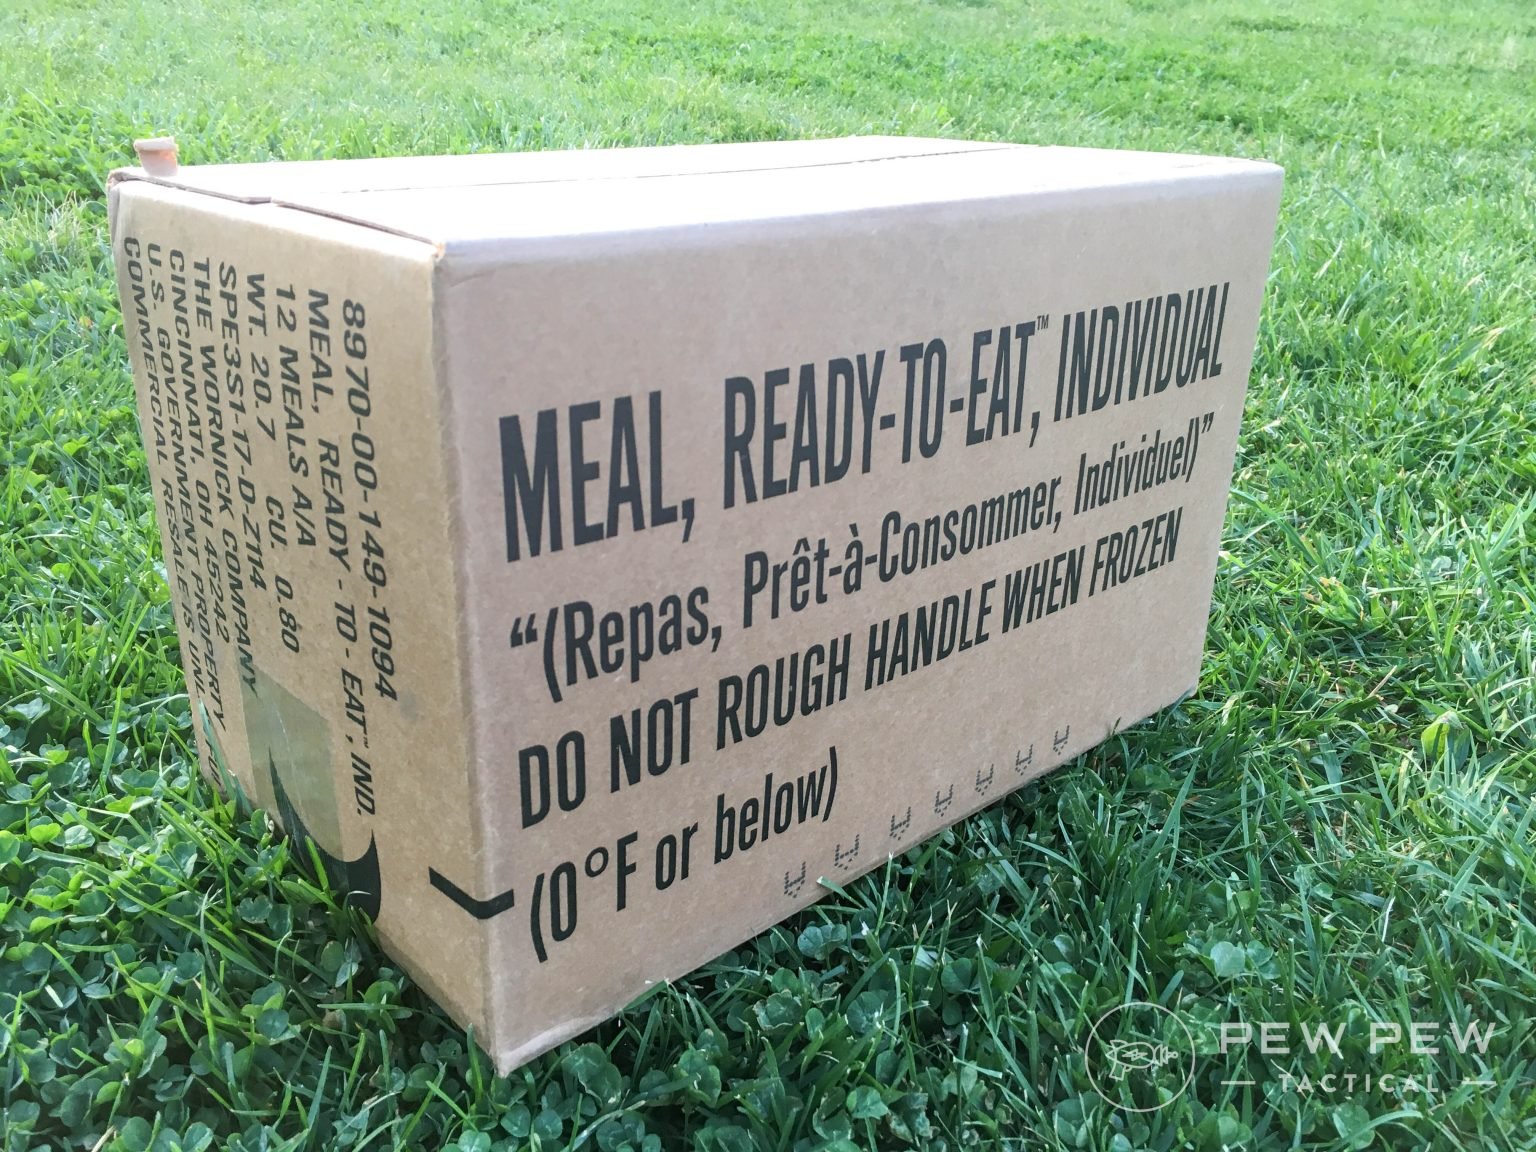 8970-00-149-1094
MEAL, READY - TO - EAT™, IND.
12 MEALS A/A
WT. 20.7 CU. 0.80
SPE3S1-17-D-Z114
THE WORNICK COMPANY
CINCINNATI, OH 45242
U.S. GOVERNMENT PROPERTY
COMMERCIAL RESALE IS
MEAL, READY-TO-EAT™, INDIVIDUAL
“(Repas, Prêt-à-Consommer, Individuel)”
DO NOT ROUGH HANDLE WHEN FROZEN
(0°F or below)
A A A A A A A
PEW PEW
TACTICAL